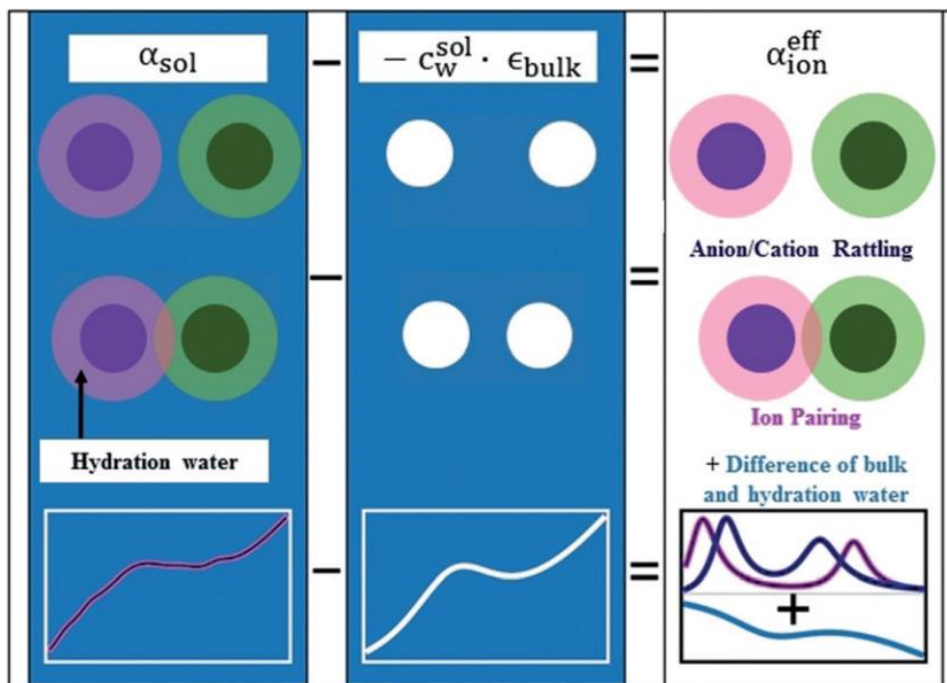 α_sol − − c_w^sol · ϵ_bulk = α_ion^eff
Anion/Cation Rattling
− =
Ion Pairing
Hydration water
+ Difference of bulk
and hydration water
− =
+